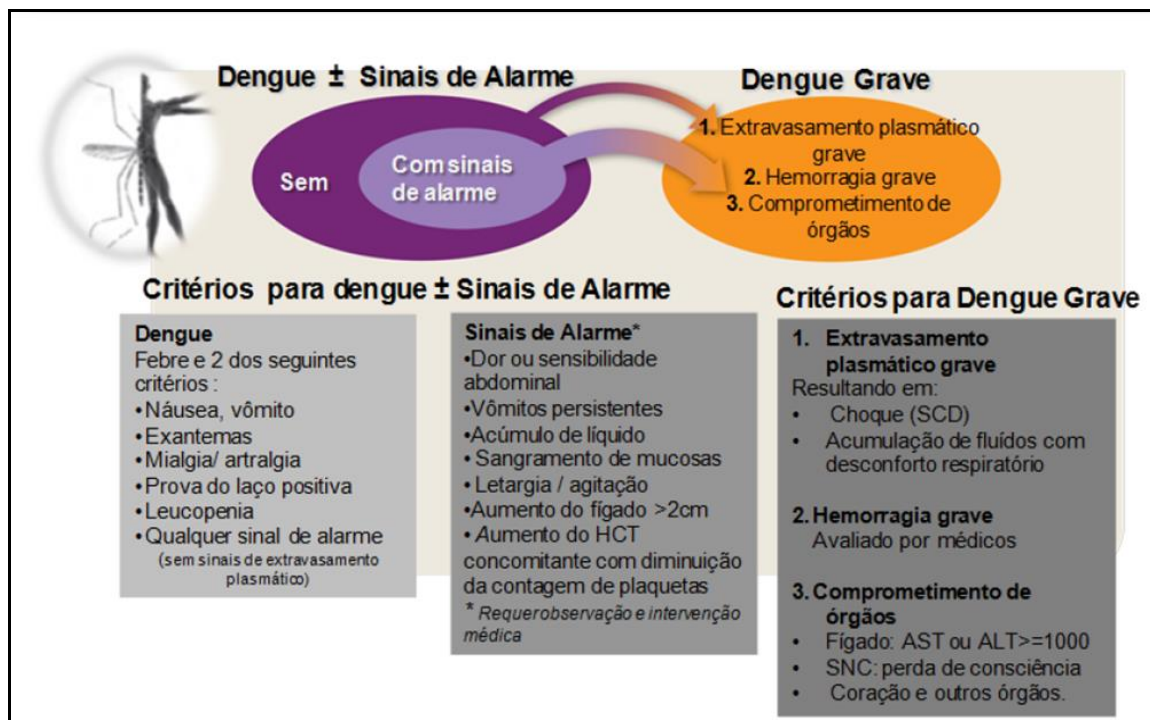 Dengue ± Sinais de Alarme
Dengue Grave
Sem
Com sinais
de alarme
1. Extravasamento plasmático
grave
2. Hemorragia grave
3. Comprometimento de
órgãos
Critérios para dengue ± Sinais de Alarme
Dengue
Febre e 2 dos seguintes
critérios :
•Náusea, vômito
•Exantemas
•Mialgia/ artralgia
•Prova do laço positiva
•Leucopenia
•Qualquer sinal de alarme
(sem sinais de extravasamento
plasmático)
Sinais de Alarme*
•Dor ou sensibilidade
abdominal
•Vômitos persistentes
•Acúmulo de líquido
• Sangramento de mucosas
•Letargia / agitação
•Aumento do fígado >2cm
•Aumento do HCT
concomitante com diminuição
da contagem de plaquetas
* Requer observação e intervenção
médica
Critérios para Dengue Grave
1. Extravasamento
plasmático grave
Resultando em:
• Choque (SCD)
• Acumulação de fluídos com
desconforto respiratório
2. Hemorragia grave
Avaliado por médicos
3. Comprometimento de
órgãos
• Fígado: AST ou ALT>=1000
• SNC: perda de consciência
• Coração e outros órgãos.